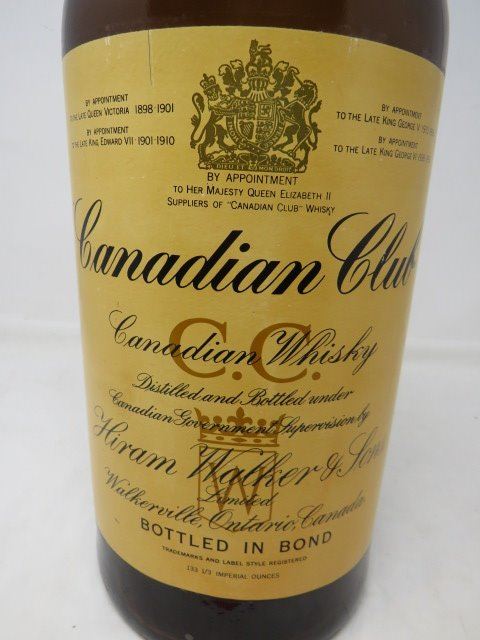 BY APPOINTMENT
TO THE LATE QUEEN VICTORIA 1898-1901
BY APPOINTMENT
TO THE LATE KING EDWARD VII 1901-1910
BY APPOINTMENT
TO THE LATE KING GEORGE V
BY APPOINTMENT
TO THE LATE KING GEORGE VI
DIEU ET MON DROIT
BY APPOINTMENT
TO HER MAJESTY QUEEN ELIZABETH II
SUPPLIERS OF "CANADIAN CLUB" WHISKY
Canadian Club
C.C.
Canadian Whisky
Distilled and Bottled under
Canadian Government Supervision by
Hiram Walker & Sons
Limited
W
Walkerville, Ontario, Canada
BOTTLED IN BOND
TRADEMARKS AND LABEL STYLE REGISTERED
133 1/3 IMPERIAL OUNCES